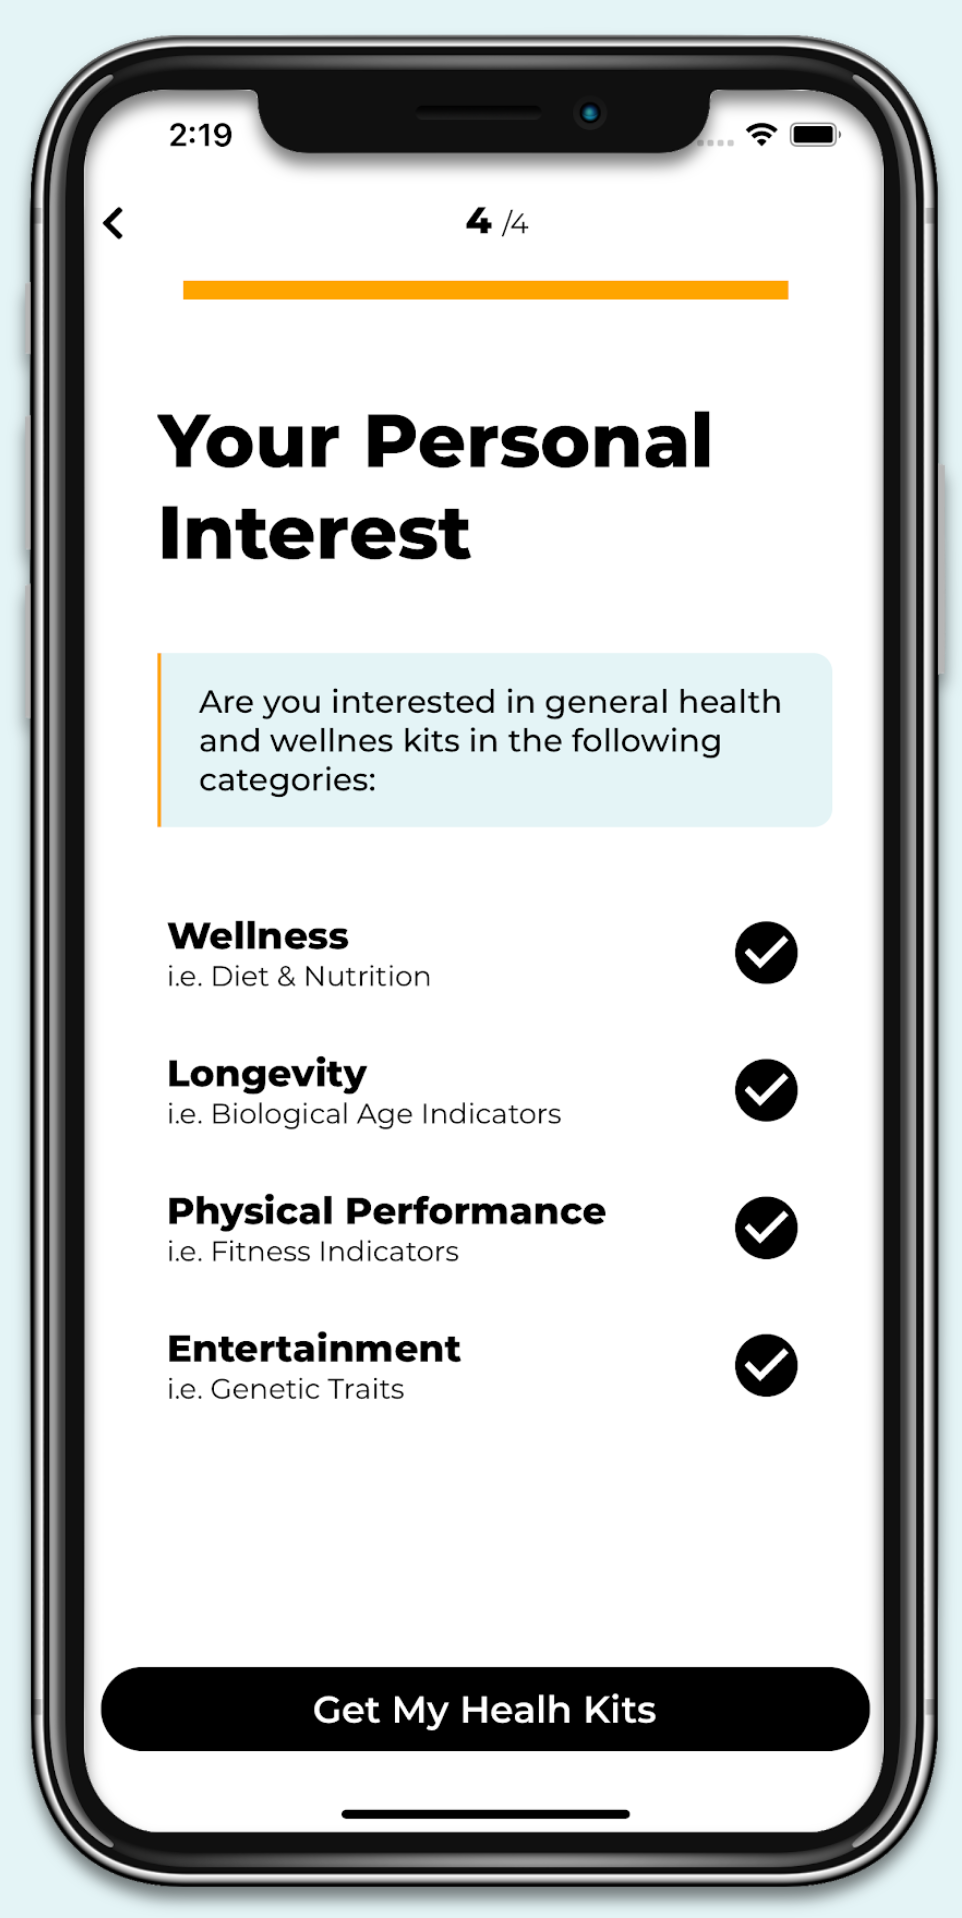 2:19
4 /4
Your Personal
Interest
Are you interested in general health
and wellnes kits in the following
categories:
Wellness
i.e. Diet & Nutrition
Longevity
i.e. Biological Age Indicators
Physical Performance
i.e. Fitness Indicators
Entertainment
i.e. Genetic Traits
Get My Healh Kits